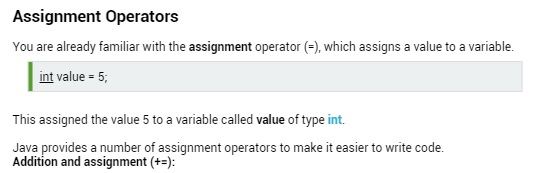 Assignment Operators
You are already familiar with the assignment operator (=), which assigns a value to a variable.
int value = 5;
This assigned the value 5 to a variable called value of type int.
Java provides a number of assignment operators to make it easier to write code.
Addition and assignment (+=):